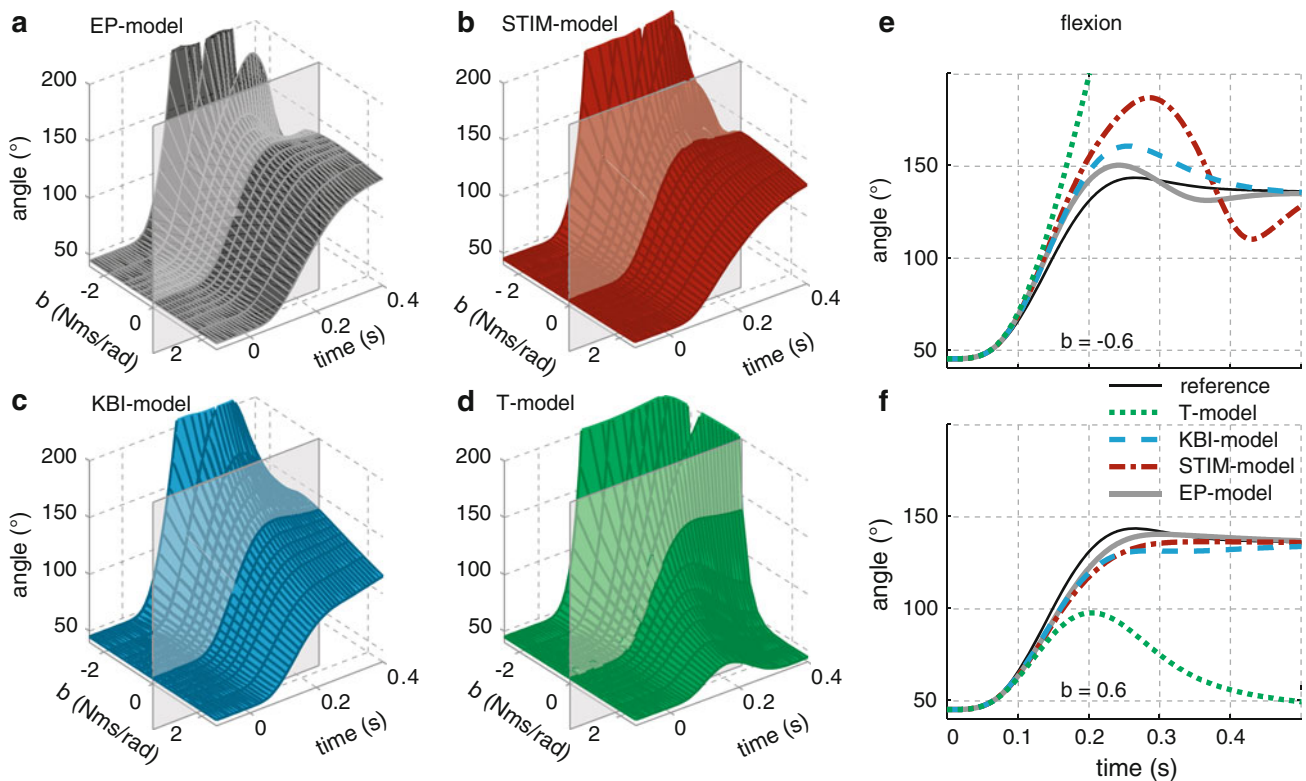 a EP-model
200
150
100
50
angle (°)
-2
0
2
b (Nms/rad)
0
0.2
0.4
time (s)
b STIM-model
200
150
100
50
- 2
0
2
b (Nms/rad)
0
0.2
0.4
time (s)
c KBI-model
200
150
100
50
angle (°)
-2
0
2
b (Nms/rad)
0
0.2
0.4
time (s)
d T-model
200
150
100
50
-2
0
2
b (Nms/rad)
0
0.2
0.4
time (s)
e flexion
150
100
50
angle (°)
b = -0.6
reference
T-model
KBI-model
STIM-model
EP-model
f
150
100
50
angle (°)
b = 0.6
0 0.1 0.2 0.3 0.4
time (s)